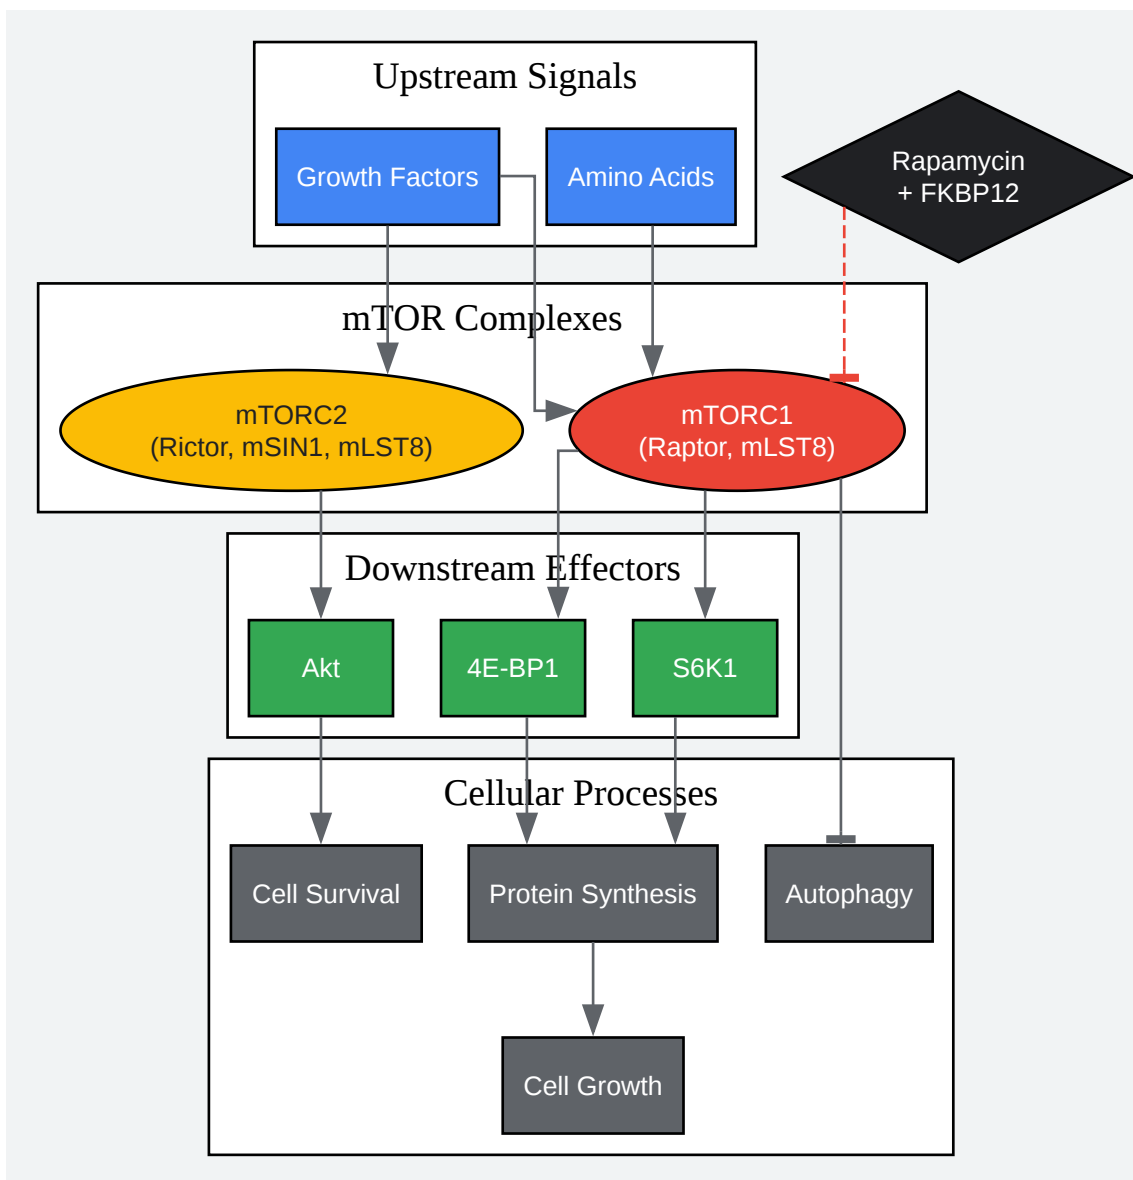 Upstream Signals
Growth Factors
Amino Acids
Rapamycin
+ FKBP12
mTOR Complexes
mTORC2
(Rictor, mSIN1, mLST8)
mTORC1
(Raptor, mLST8)
Downstream Effectors
Akt
4E-BP1
S6K1
Cellular Processes
Cell Survival
Protein Synthesis
Autophagy
Cell Growth